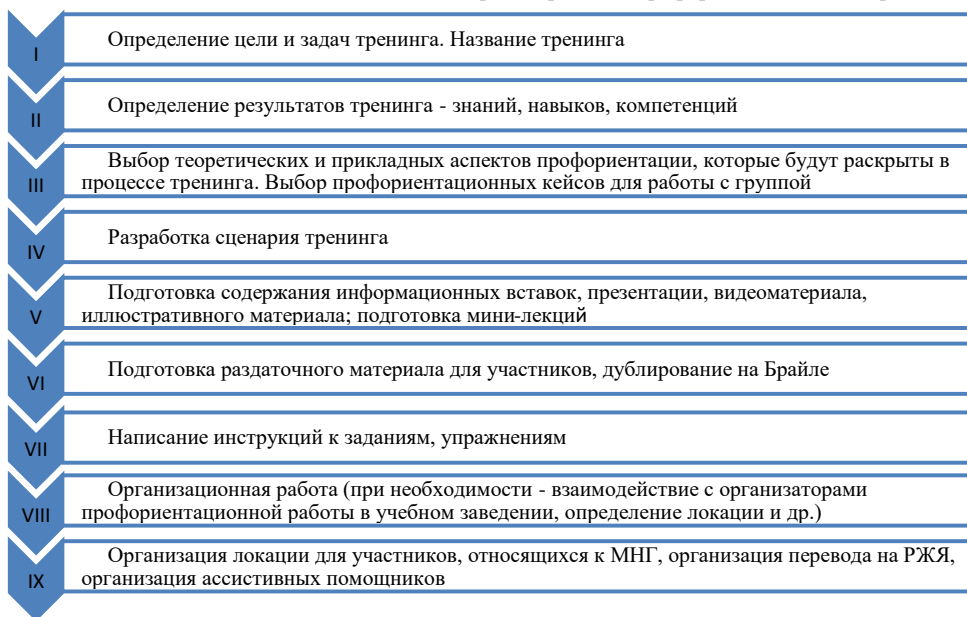 I
Определение цели и задач тренинга. Название тренинга
II
Определение результатов тренинга - знаний, навыков, компетенций
III
Выбор теоретических и прикладных аспектов профориентации, которые будут раскрыты в
процессе тренинга. Выбор профориентационных кейсов для работы с группой
IV
Разработка сценария тренинга
V
Подготовка содержания информационных вставок, презентации, видеоматериала,
иллюстративного материала; подготовка мини-лекций
VI
Подготовка раздаточного материала для участников, дублирование на Брайле
VII
Написание инструкций к заданиям, упражнениям
VIII
Организационная работа (при необходимости - взаимодействие с организаторами
профориентационной работы в учебном заведении, определение локации и др.)
IX
Организация локации для участников, относящихся к МНГ, организация перевода на РЖЯ,
организация ассистивных помощников